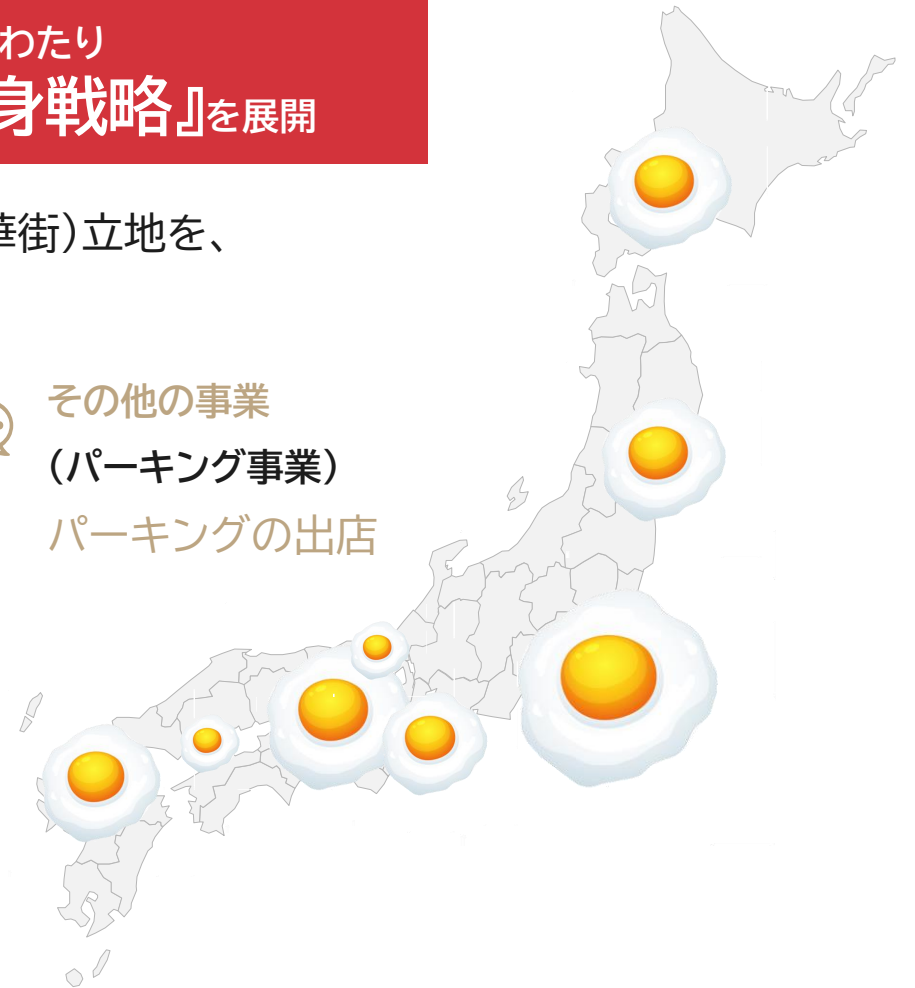 わたり
身戦略』を展開
華街）立地を、
その他の事業
（パーキング事業）
パーキングの出店